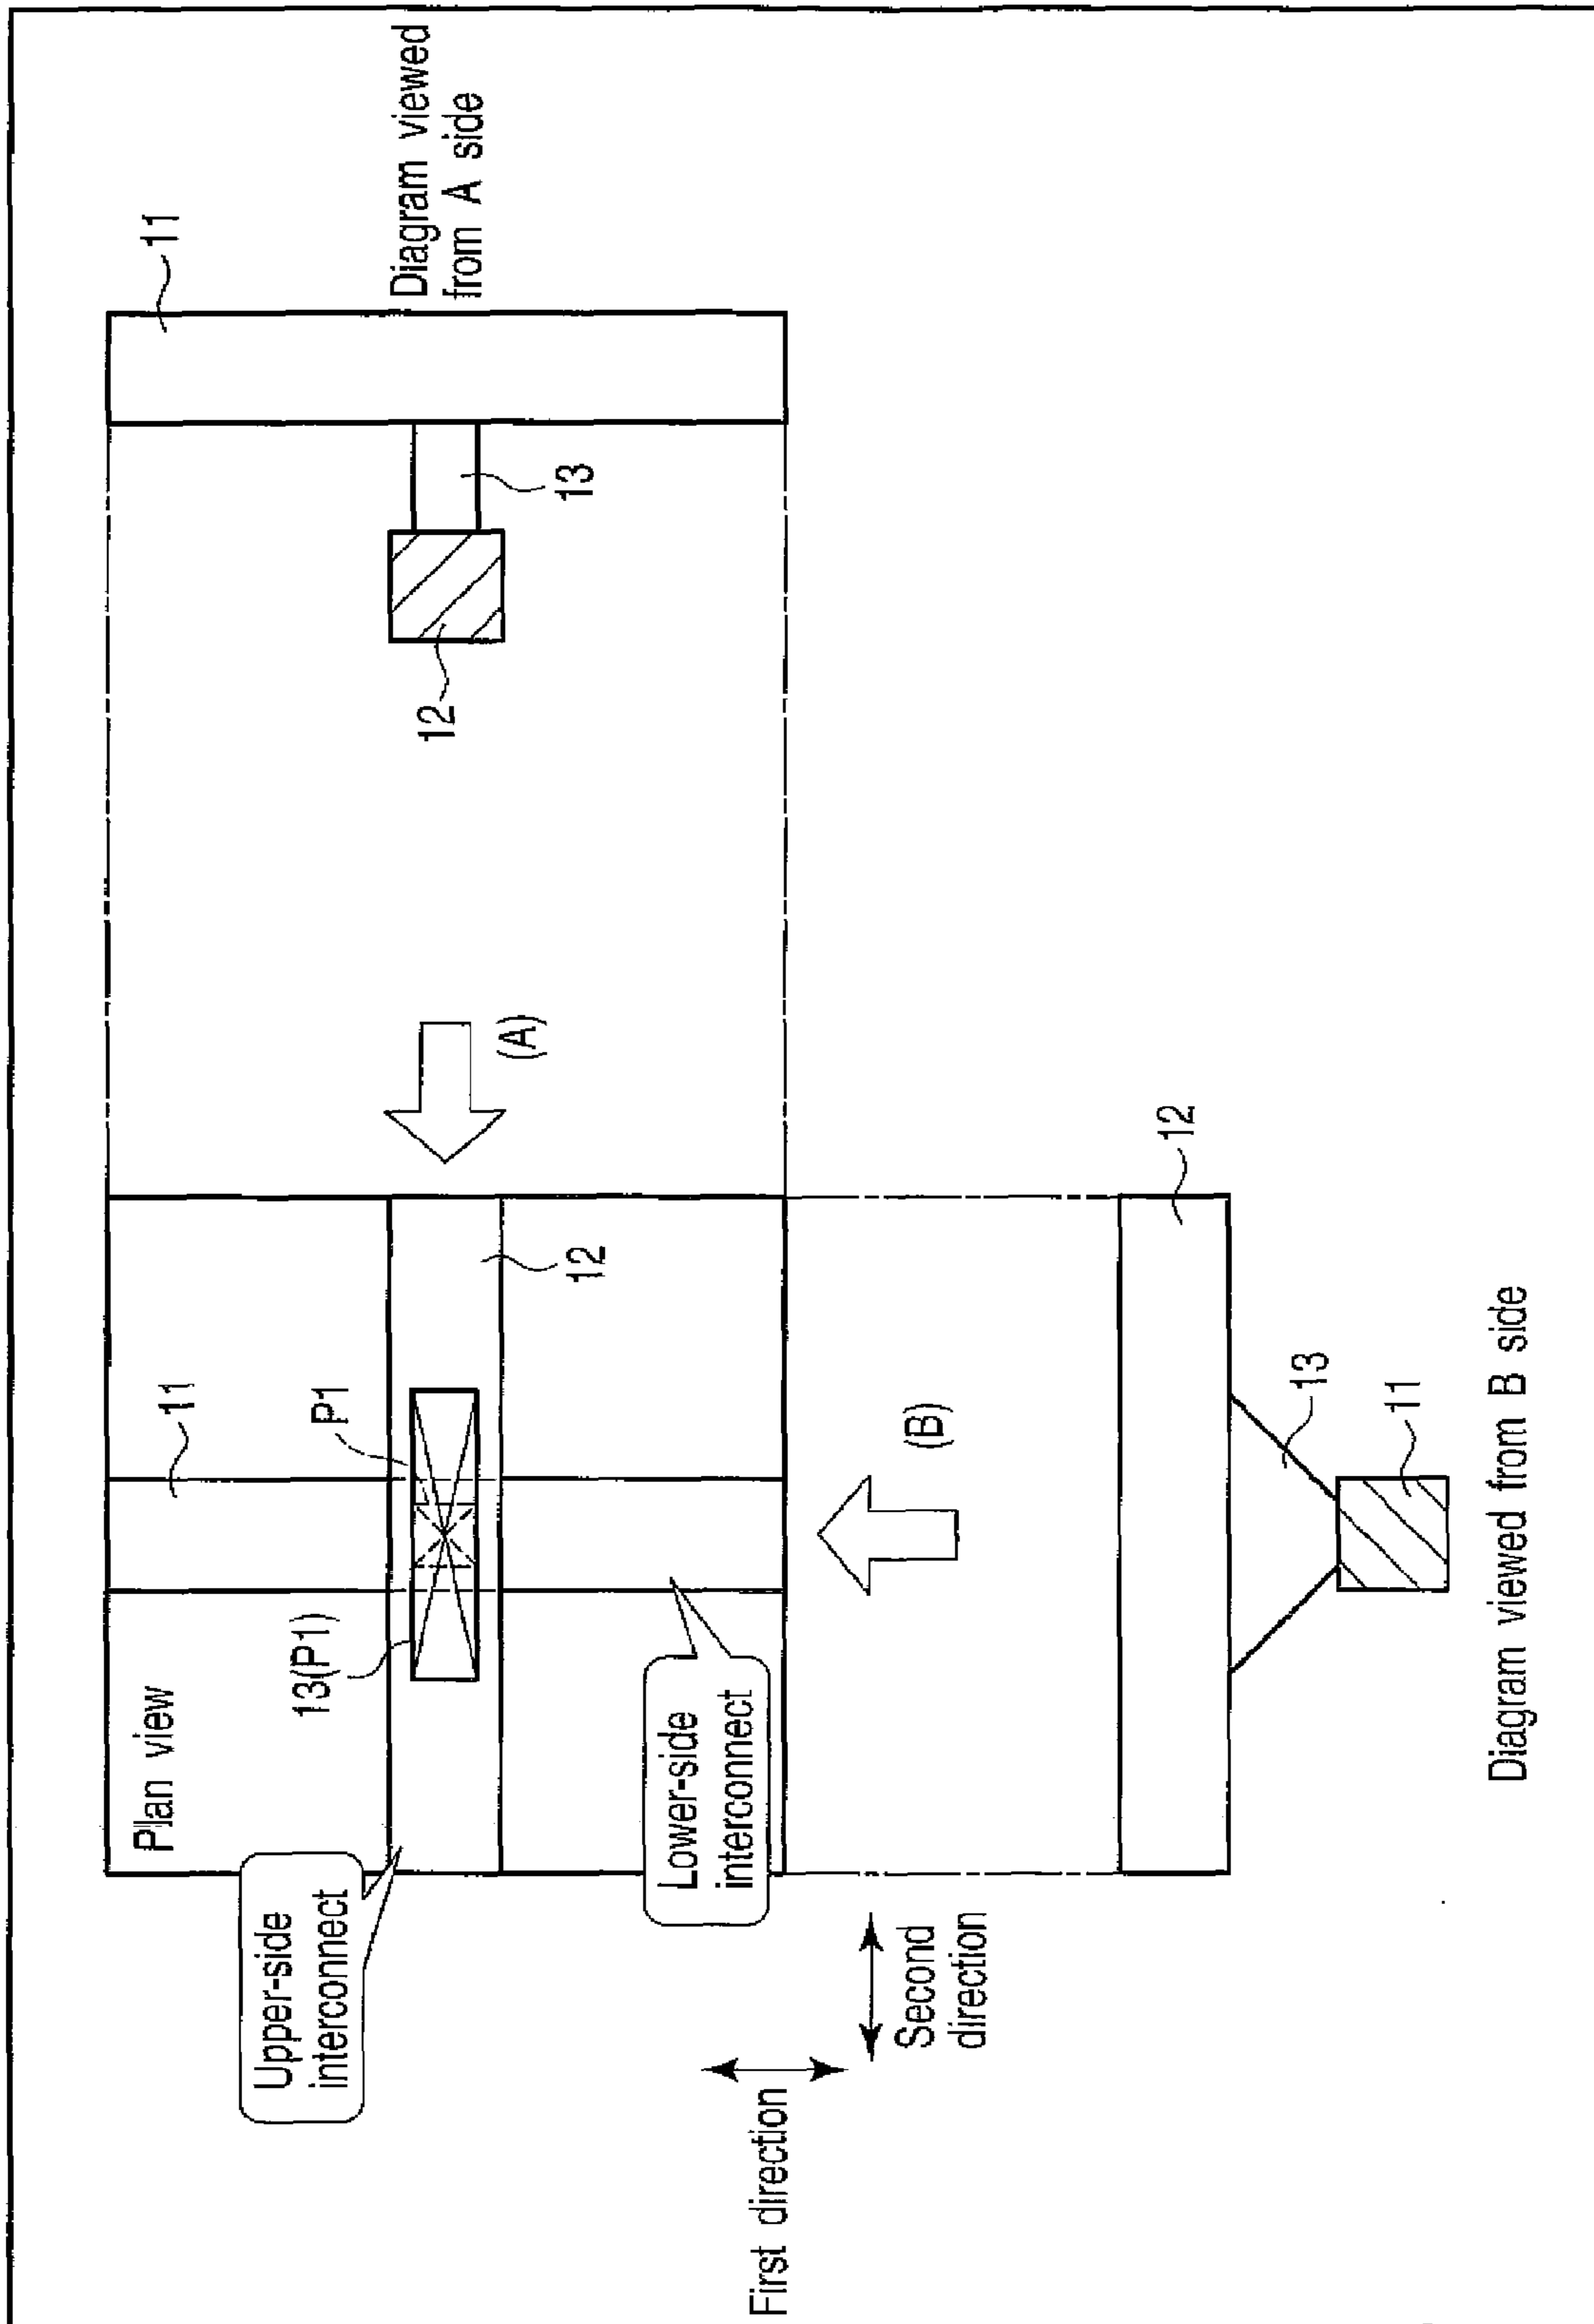 Plan view
Upper-side
interconnect
13(P1)
P1
11
12
Lower-side
interconnect
First direction
Second
direction
(A)
(B)
12
13
11
Diagram viewed from B side
12
13
11
Diagram viewed
from A side